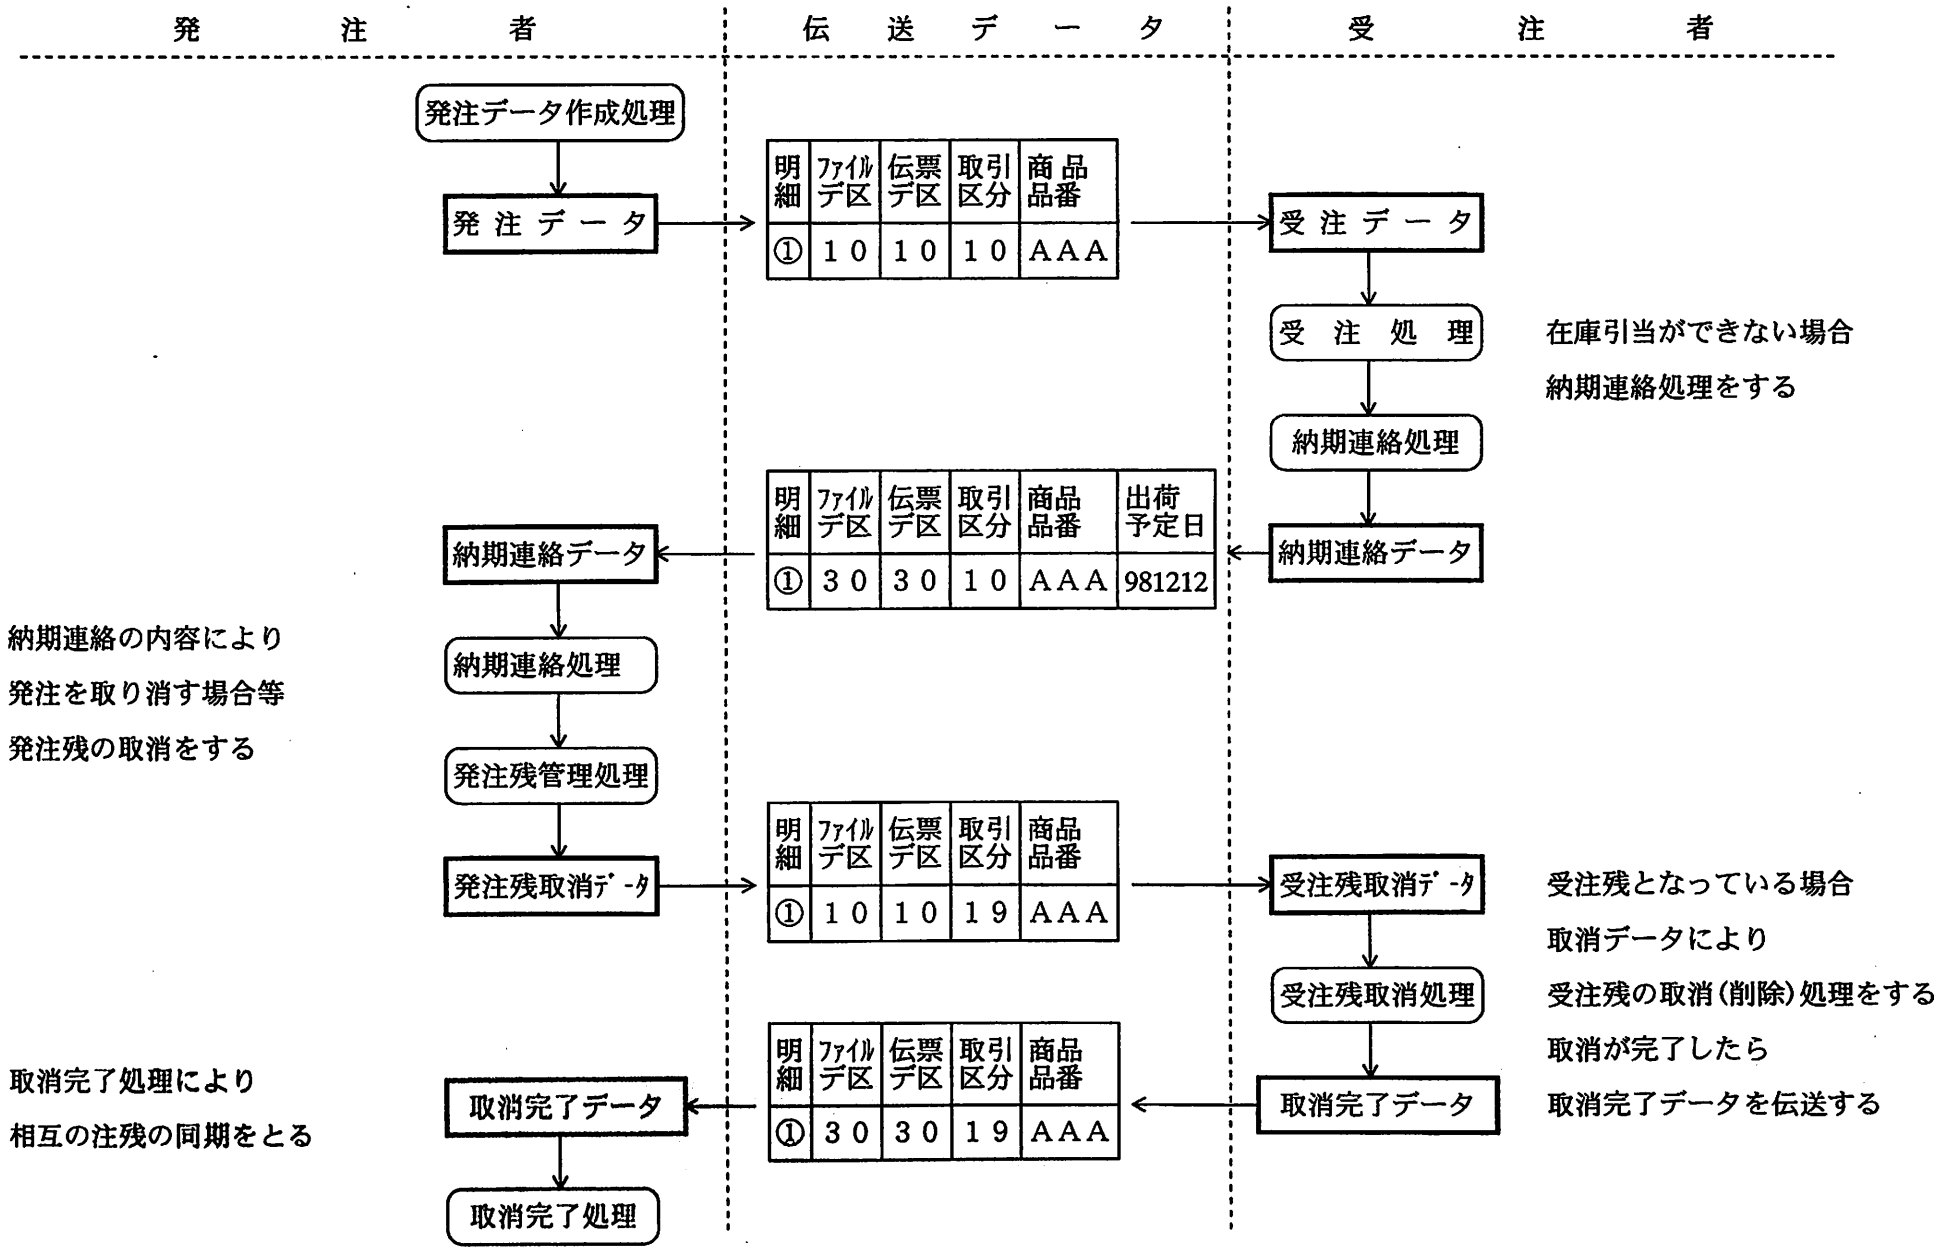 発注者 伝送データ 受注者
発注データ作成処理
発注データ
明細 ファイルデ区 伝票デ区 取引区分 商品品番
① 10 10 10 AAA
受注データ
受注処理
在庫引当ができない場合
納期連絡処理をする
納期連絡処理
納期連絡データ
明細 ファイルデ区 伝票デ区 取引区分 商品品番 出荷予定日
① 30 30 10 AAA 981212
納期連絡データ
納期連絡の内容により
発注を取り消す場合等
発注残の取消をする
納期連絡処理
発注残管理処理
発注残取消データ
明細 ファイルデ区 伝票デ区 取引区分 商品品番
① 10 10 19 AAA
受注残取消データ
受注残となっている場合
取消データにより
受注残の取消(削除)処理をする
取消が完了したら
取消完了データを伝送する
受注残取消処理
取消完了データ
明細 ファイルデ区 伝票デ区 取引区分 商品品番
① 30 30 19 AAA
取消完了データ
取消完了処理により
相互の注残の同期をとる
取消完了処理